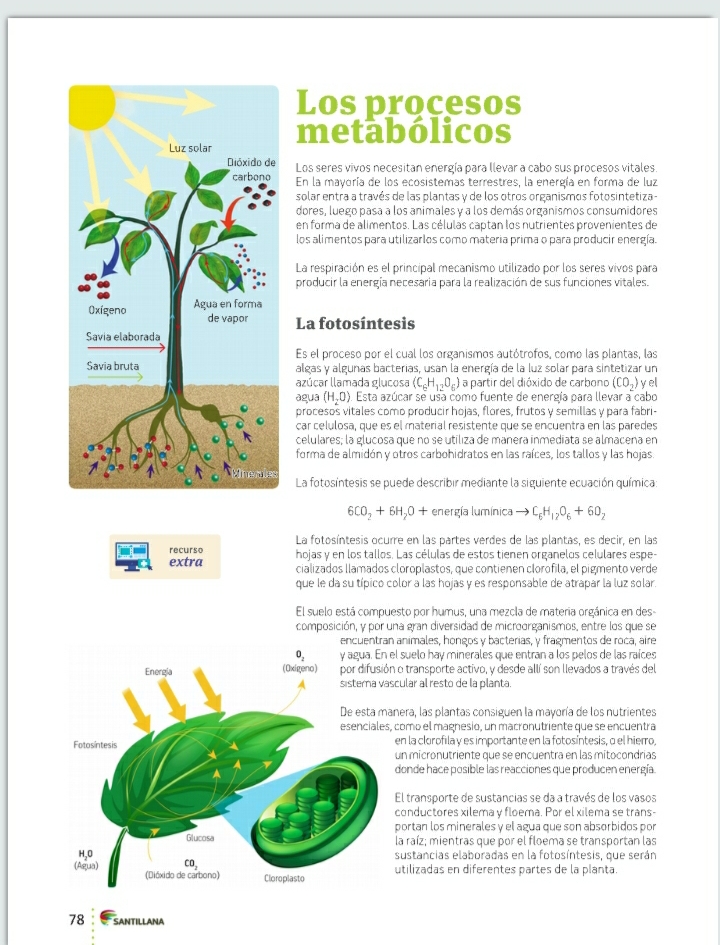 Los procesos
metabólicos
Luz solar
Dióxido de
carbono
Oxígeno
Agua en forma
de vapor
Savia elaborada
Savia bruta
Minerales
Los seres vivos necesitan energía para llevar a cabo sus procesos vitales.
En la mayoría de los ecosistemas terrestres, la energía en forma de luz
solar entra a través de las plantas y de los otros organismos fotosintetiza-
dores, luego pasa a los animales y a los demás organismos consumidores
en forma de alimentos. Las células captan los nutrientes provenientes de
los alimentos para utilizarlos como materia prima o para producir energía.
La respiración es el principal mecanismo utilizado por los seres vivos para
producir la energía necesaria para la realización de sus funciones vitales.
La fotosíntesis
Es el proceso por el cual los organismos autótrofos, como las plantas, las
algas y algunas bacterias, usan la energía de la luz solar para sintetizar un
azúcar llamada glucosa (C₆H₁₂O₆) a partir del dióxido de carbono (CO₂) y el
agua (H₂O). Esta azúcar se usa como fuente de energía para llevar a cabo
procesos vitales como producir hojas, flores, frutos y semillas y para fabri-
car celulosa, que es el material resistente que se encuentra en las paredes
celulares; la glucosa que no se utiliza de manera inmediata se almacena en
forma de almidón y otros carbohidratos en las raíces, los tallos y las hojas.
La fotosíntesis se puede describir mediante la siguiente ecuación química:
6CO₂ + 6H₂O + energía lumínica → C₆H₁₂O₆ + 6O₂
recurso
extra
La fotosíntesis ocurre en las partes verdes de las plantas, es decir, en las
hojas y en los tallos. Las células de estos tienen organelos celulares espe-
cializados llamados cloroplastos, que contienen clorofila, el pigmento verde
que le da su típico color a las hojas y es responsable de atrapar la luz solar.
El suelo está compuesto por humus, una mezcla de materia orgánica en des-
composición, y por una gran diversidad de microorganismos, entre los que se
encuentran animales, hongos y bacterias, y fragmentos de roca, aire
y agua. En el suelo hay minerales que entran a los pelos de las raíces
por difusión o transporte activo, y desde allí son llevados a través del
sistema vascular al resto de la planta.
De esta manera, las plantas consiguen la mayoría de los nutrientes
esenciales, como el magnesio, un macronutriente que se encuentra
en la clorofila y es importante en la fotosíntesis, o el hierro,
un micronutriente que se encuentra en las mitocondrias
donde hace posible las reacciones que producen energía.
El transporte de sustancias se da a través de los vasos
conductores xilema y floema. Por el xilema se trans-
portan los minerales y el agua que son absorbidos por
la raíz; mientras que por el floema se transportan las
sustancias elaboradas en la fotosíntesis, que serán
utilizadas en diferentes partes de la planta.
Energía
O₂
(Oxígeno)
Fotosíntesis
Glucosa
H₂O
(Agua)
CO₂
(Dióxido de carbono)
Cloroplasto
78
SANTILLANA